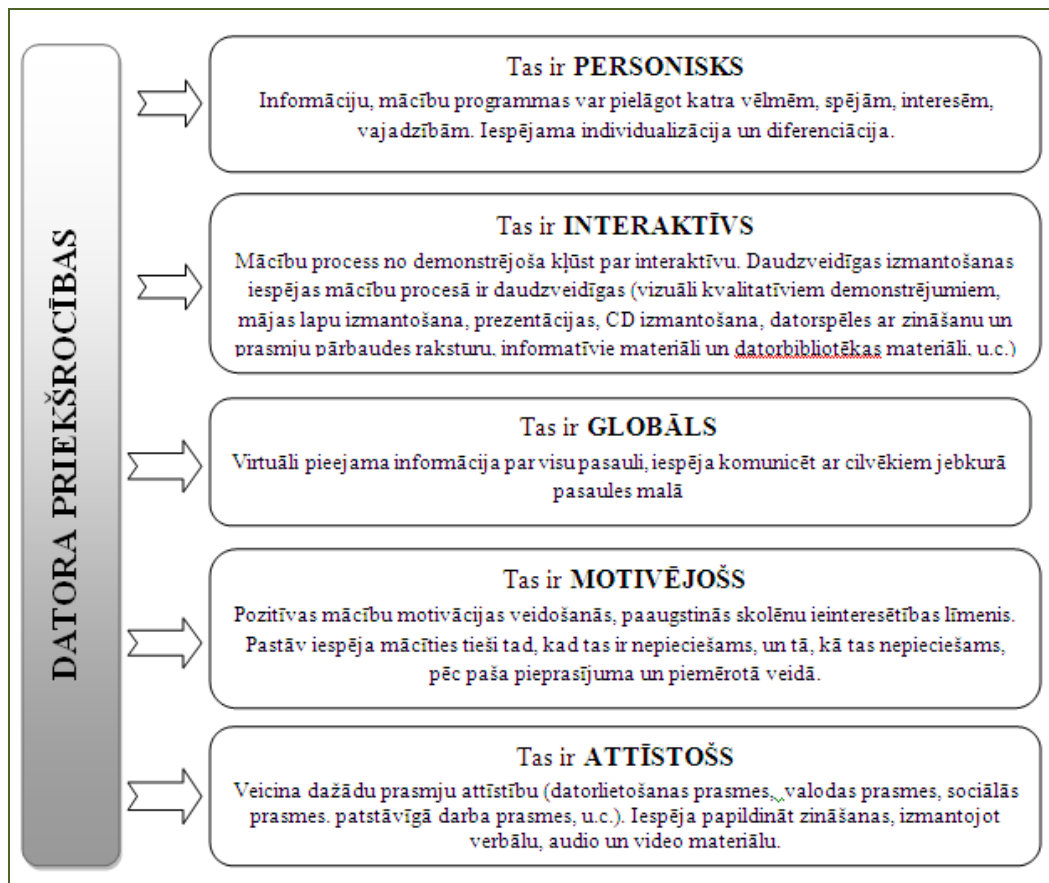 DATORA PRIEKŠROCĪBAS
Tas ir PERSONISKS
Informāciju, mācību programmas var pielāgot katra vēlmēm, spējām, interesēm,
vajadzībām. Iespējama individualizācija un diferenciācija.
Tas ir INTERAKTĪVS
Mācību process no demonstrējoša kļūst par interaktīvu. Daudzveidīgas izmantošanas
iespējas mācību procesā ir daudzveidīgas (vizuāli kvalitatīviem demonstrējumiem,
mājas lapu izmantošana, prezentācijas, CD izmantošana, datorspēles ar zināšanu un
prasmju pārbaudes raksturu, informatīvie materiāli un datorbibliotēkas materiāli, u.c.)
Tas ir GLOBĀLS
Virtuāli pieejama informācija par visu pasauli, iespēja komunicēt ar cilvēkiem jebkurā
pasaules malā
Tas ir MOTIVĒJOŠS
Pozitīvas mācību motivācijas veidošanās, paaugstinās skolēnu ieinteresētības līmenis.
Pastāv iespēja mācīties tieši tad, kad tas ir nepieciešams, un tā, kā tas nepieciešams,
pēc paša pieprasījuma un piemērotā veidā.
Tas ir ATTĪSTOŠS
Veicina dažādu prasmju attīstību (datorlietošanas prasmes, valodas prasmes, sociālās
prasmes. patstāvīgā darba prasmes, u.c.). Iespēja papildināt zināšanas, izmantojot
verbālu, audio un video materiālu.